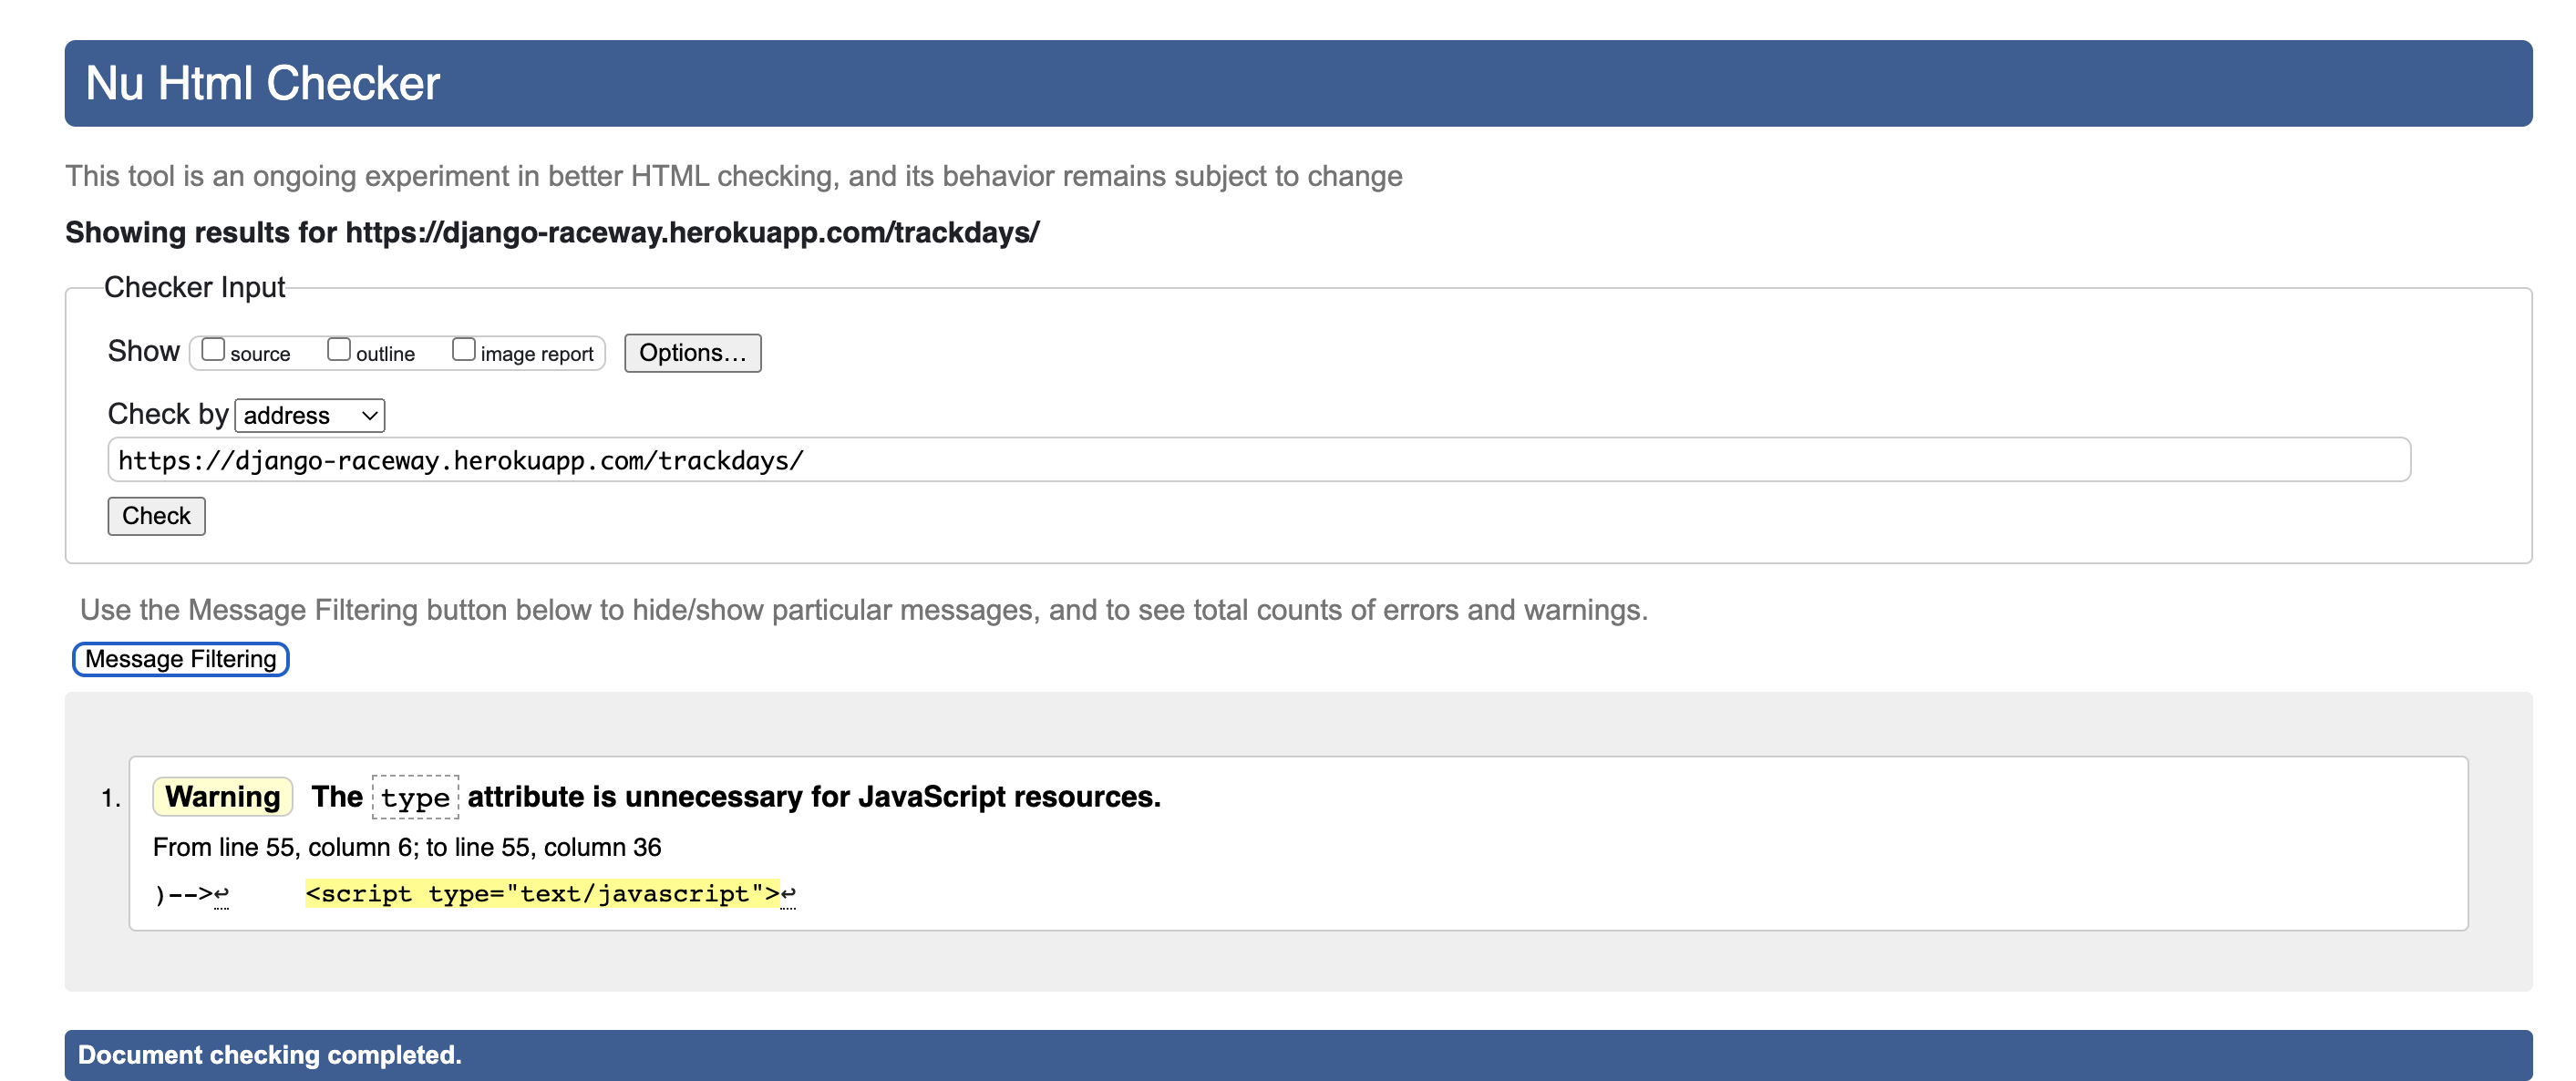 Nu Html Checker
This tool is an ongoing experiment in better HTML checking, and its behavior remains subject to change
Showing results for https://django-raceway.herokuapp.com/trackdays/
Checker Input
Show source outline image report Options...
Check by address
https://django-raceway.herokuapp.com/trackdays/
Check
Use the Message Filtering button below to hide/show particular messages, and to see total counts of errors and warnings.
Message Filtering
1. Warning The type attribute is unnecessary for JavaScript resources.
From line 55, column 6; to line 55, column 36
)-->↩ <script type="text/javascript">↩
Document checking completed.